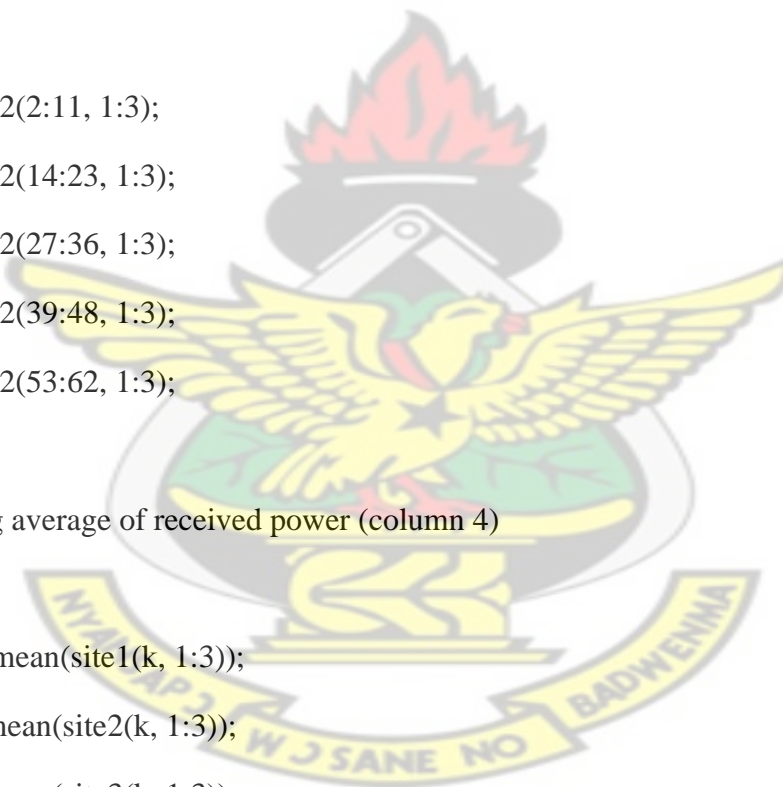 2(2:11, 1:3);
2(14:23, 1:3);
2(27:36, 1:3);
2(39:48, 1:3);
2(53:62, 1:3);
average of received power (column 4)
mean(site1(k, 1:3));
mean(site2(k, 1:3));
NYANSAPƆ WƆSANE NO BADWENMA